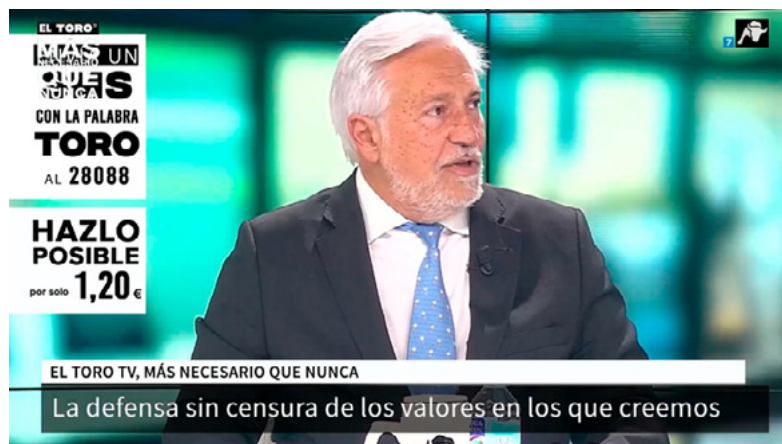 EL TORO
MÁS
UN
NECESARIO
QUE
NUNCA
CON LA PALABRA
TORO
AL 28088
HAZLO
POSIBLE
por solo 1,20 €
7
EL TORO TV, MÁS NECESARIO QUE NUNCA
La defensa sin censura de los valores en los que creemos